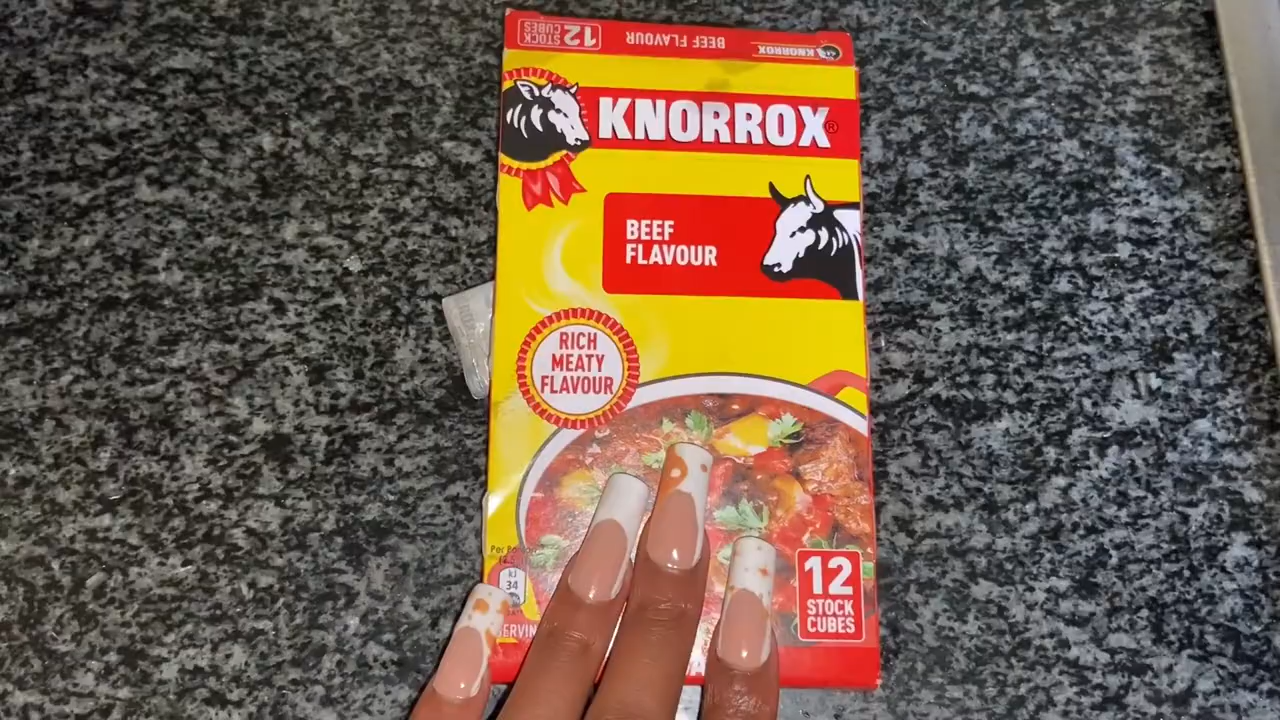 12 STOCK CUBES
BEEF FLAVOUR
KNORROX
KNORROX®
BEEF
FLAVOUR
RICH
MEATY
FLAVOUR
kJ
34
12
STOCK
CUBES